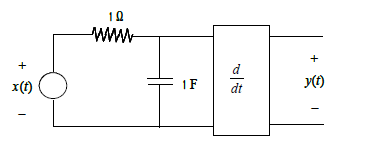 1 Ω
+
x(t)
–
1 F
d
dt
+
y(t)
–